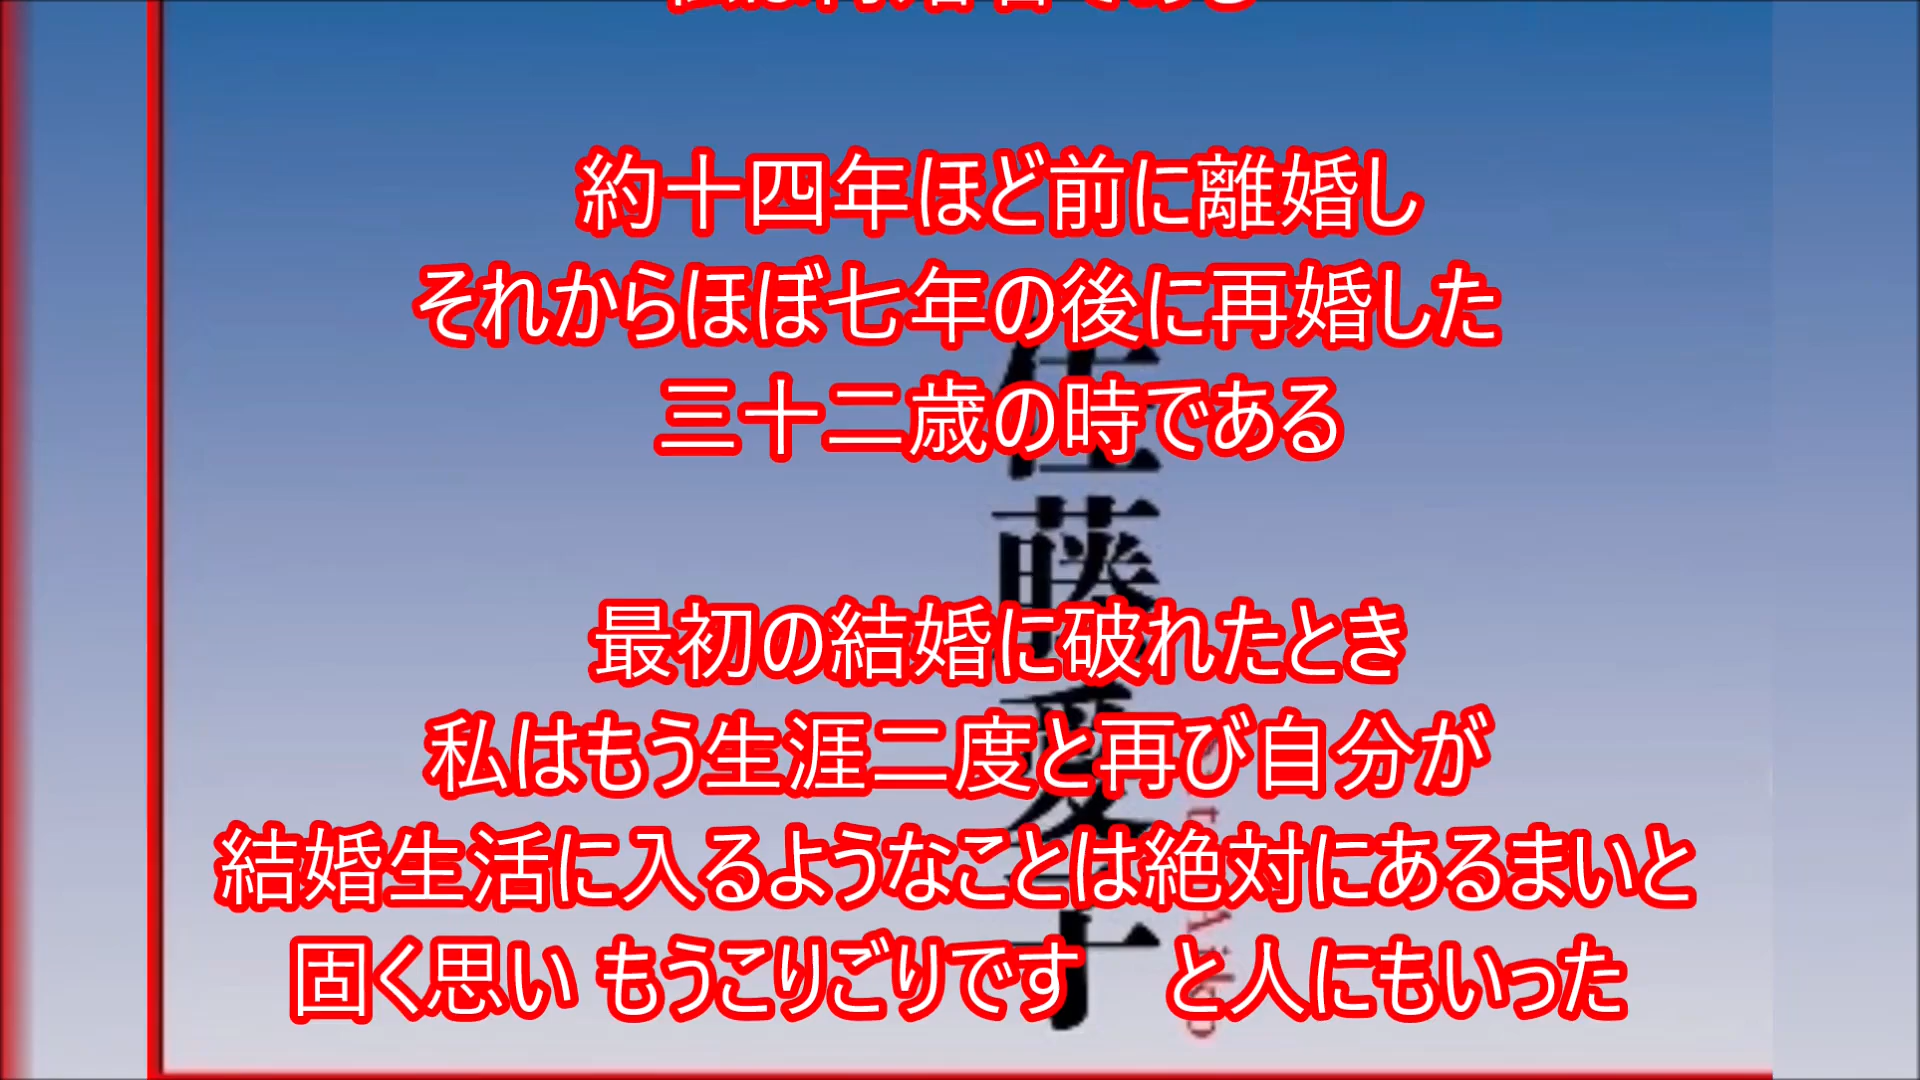 約十四年ほど前に離婚し
それからほぼ七年の後に再婚した
三十二歳の時である
最初の結婚に破れたとき
私はもう生涯二度と再び自分が
結婚生活に入るようなことは絶対にあるまいと
固く思い もうこりごりです　と人にもいった
佐藤愛子